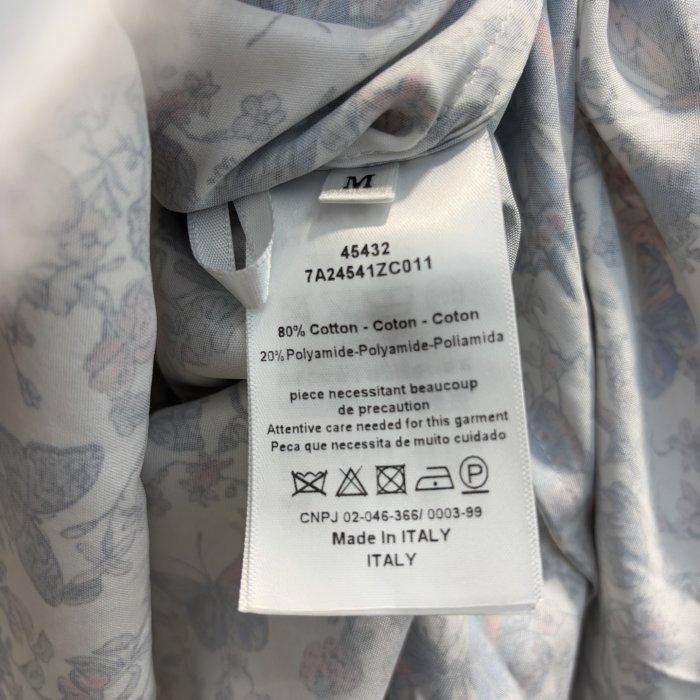 M
45432
7A24541ZC011
80% Cotton - Coton - Coton
20% Polyamide-Polyamide-Poliamida
piece necessitant beaucoup
de precaution
Attentive care needed for this garment
Peca que necessita de muito cuidado
P
CNPJ 02-046-366/ 0003-99
Made In ITALY
ITALY